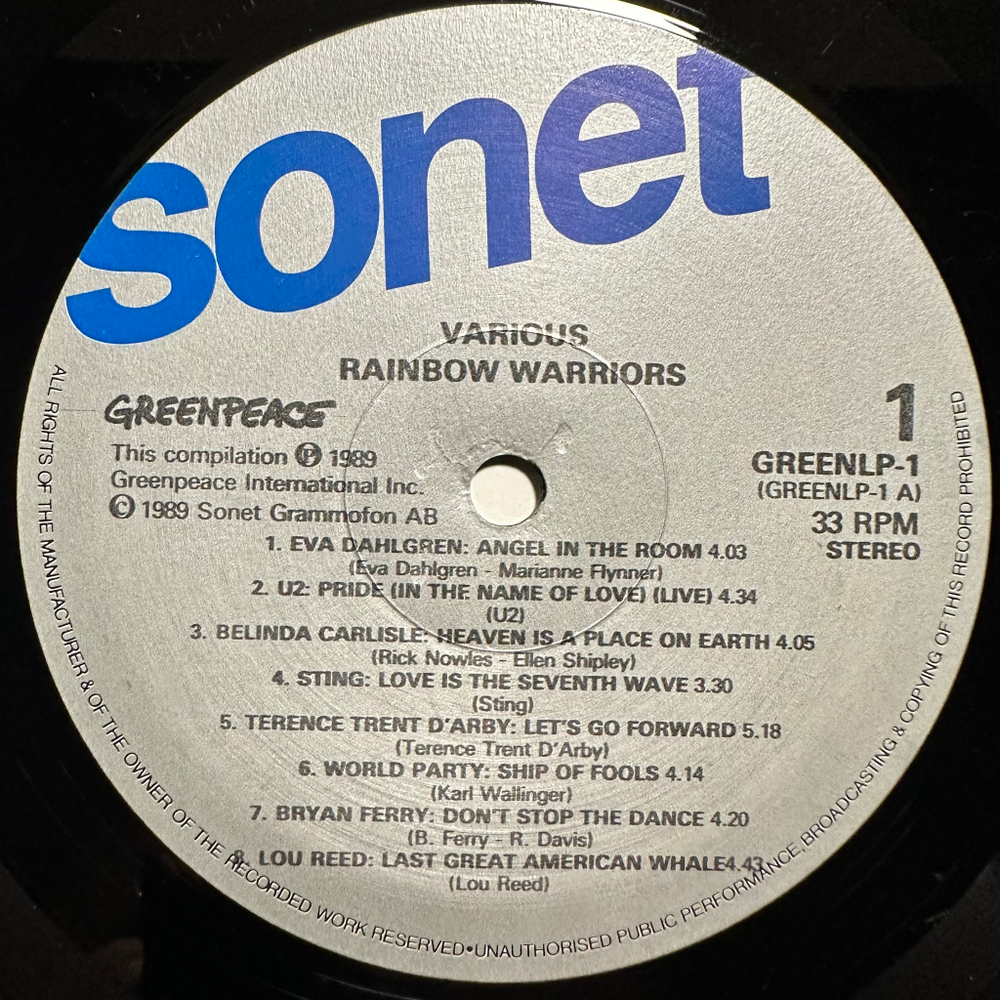 sonet
VARIOUS
RAINBOW WARRIORS
GREENPEACE
This compilation ℗ 1989
Greenpeace International Inc.
© 1989 Sonet Grammofon AB
1
GREENLP-1
(GREENLP-1 A)
33 RPM
STEREO
1. EVA DAHLGREN: ANGEL IN THE ROOM 4.03
(Eva Dahlgren - Marianne Flynner)
2. U2: PRIDE (IN THE NAME OF LOVE) (LIVE) 4.34
(U2)
3. BELINDA CARLISLE: HEAVEN IS A PLACE ON EARTH 4.05
(Rick Nowles - Ellen Shipley)
4. STING: LOVE IS THE SEVENTH WAVE 3.30
(Sting)
5. TERENCE TRENT D'ARBY: LET'S GO FORWARD 5.18
(Terence Trent D'Arby)
6. WORLD PARTY: SHIP OF FOOLS 4.14
(Karl Wallinger)
7. BRYAN FERRY: DON'T STOP THE DANCE 4.20
(B. Ferry - R. Davis)
8. LOU REED: LAST GREAT AMERICAN WHALE4.43
(Lou Reed)
ALL RIGHTS OF THE MANUFACTURER & OF THE OWNER OF THE RECORDED WORK RESERVED•UNAUTHORISED PUBLIC PERFORMANCE, BROADCASTING & COPYING OF THIS RECORD PROHIBITED